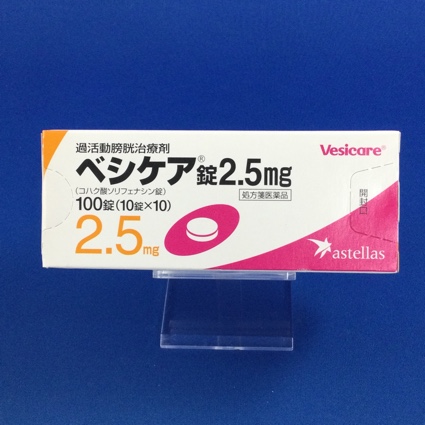 過活動膀胱治療剤
Vesicare®
ベシケア®錠2.5mg
(コハク酸ソリフェナシン錠)
処方箋医薬品
100錠(10錠×10)
2.5mg
開封口
astellas